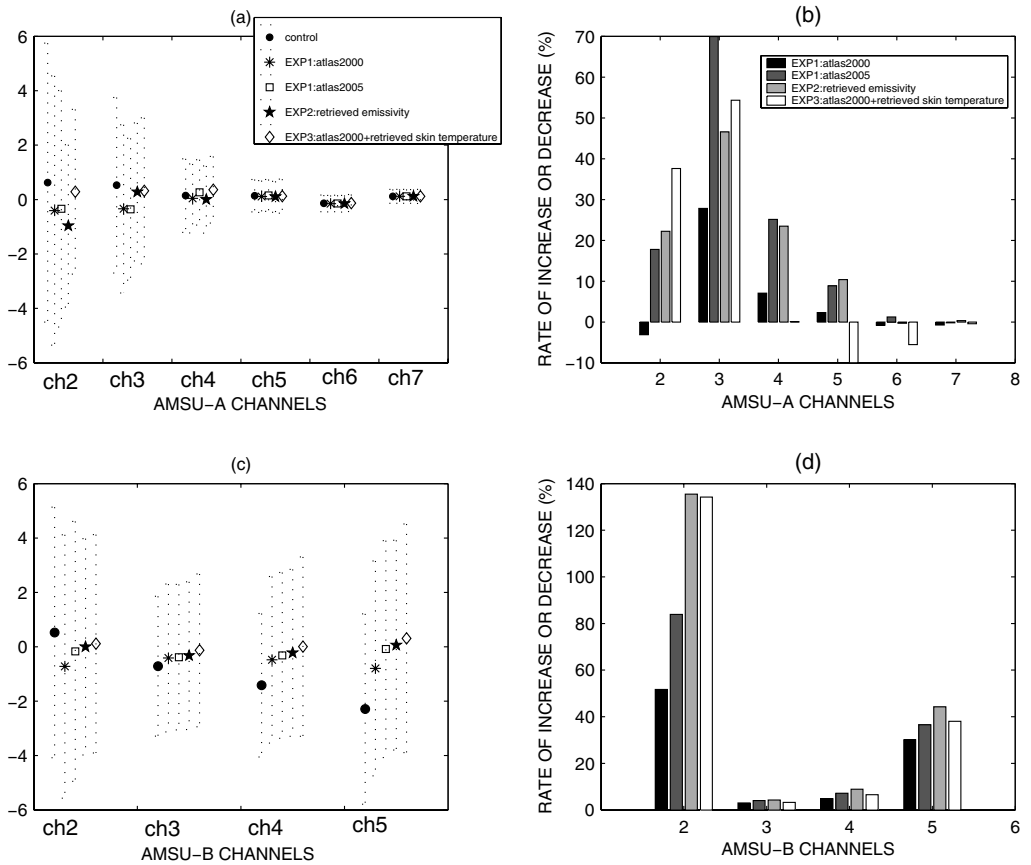 (a)
6
4
2
0
−2
−4
−6
control
EXP1:atlas2000
EXP1:atlas2005
EXP2:retrieved emissivity
EXP3:atlas2000+retrieved skin temperature
ch2 ch3 ch4 ch5 ch6 ch7
AMSU−A CHANNELS
(b)
RATE OF INCREASE OR DECREASE (%)
70
60
50
40
30
20
10
0
−10
EXP1:atlas2000
EXP1:atlas2005
EXP2:retrieved emissivity
EXP3:atlas2000+retrieved skin temperature
2 3 4 5 6 7 8
AMSU−A CHANNELS
(c)
6
4
2
0
−2
−4
−6
ch2 ch3 ch4 ch5
AMSU−B CHANNELS
(d)
RATE OF INCREASE OR DECREASE (%)
140
120
100
80
60
40
20
0
2 3 4 5 6
AMSU−B CHANNELS